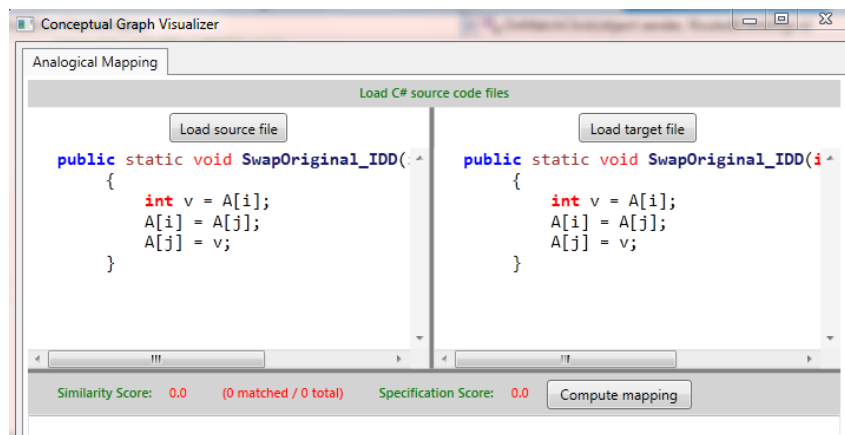 Conceptual Graph Visualizer
Analogical Mapping
Load C# source code files
Load source file
public static void SwapOriginal_IDD(
{
int v = A[i];
A[i] = A[j];
A[j] = v;
}
Load target file
public static void SwapOriginal_IDD(i
{
int v = A[i];
A[i] = A[j];
A[j] = v;
}
Similarity Score: 0.0 (0 matched / 0 total) Specification Score: 0.0 Compute mapping